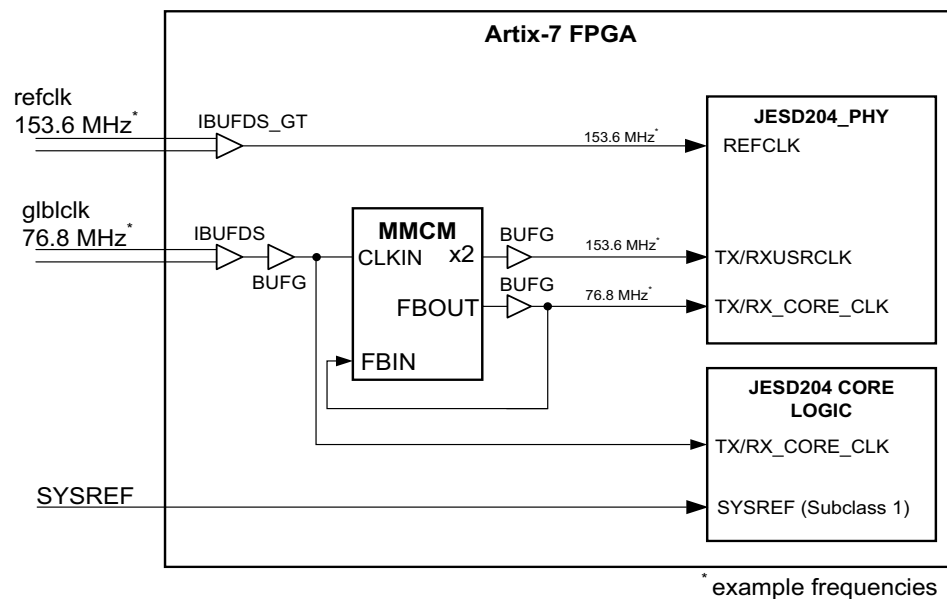 Artix-7 FPGA
refclk
153.6 MHz*
IBUFDS_GT
153.6 MHz*
JESD204_PHY
REFCLK
glblclk
76.8 MHz*
IBUFDS
BUFG
MMCM
CLKIN
x2
FBOUT
FBIN
BUFG
153.6 MHz*
TX/RXUSRCLK
BUFG
76.8 MHz*
TX/RX_CORE_CLK
JESD204 CORE
LOGIC
TX/RX_CORE_CLK
SYSREF
SYSREF (Subclass 1)
* example frequencies